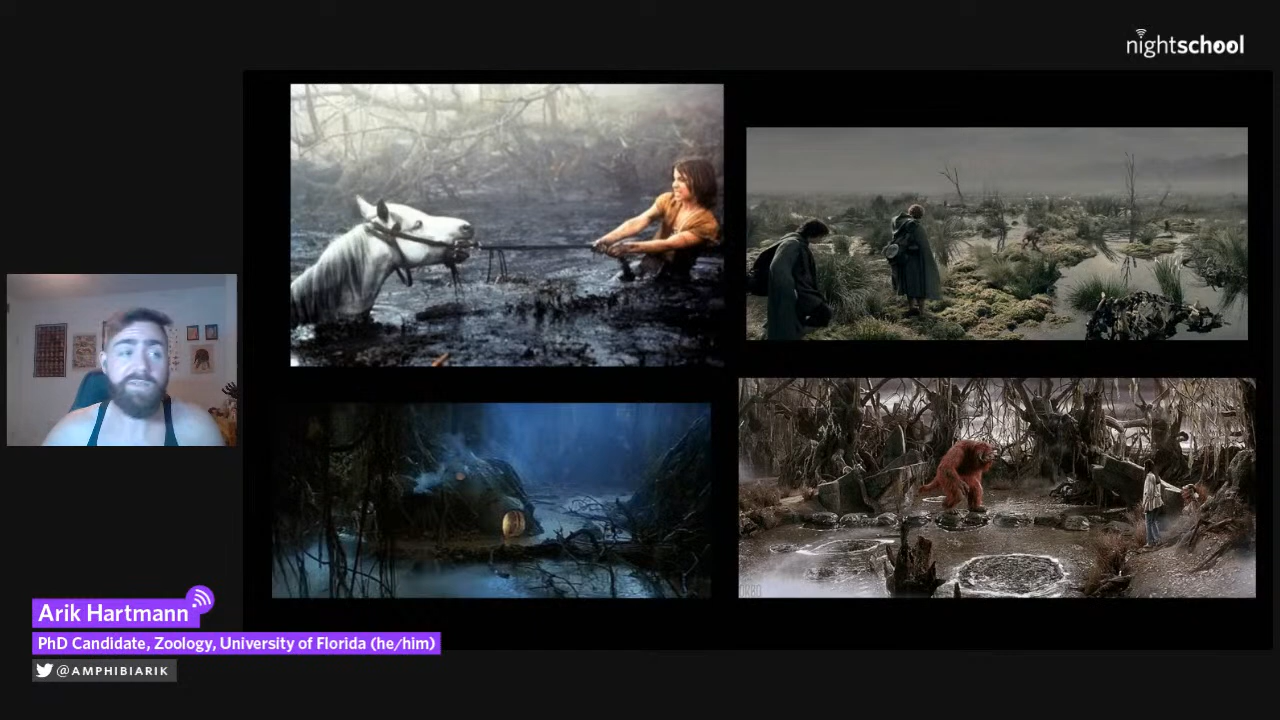 nightschool
Arik Hartmann
PhD Candidate, Zoology, University of Florida (he/him)
@AMPHIBIARIK